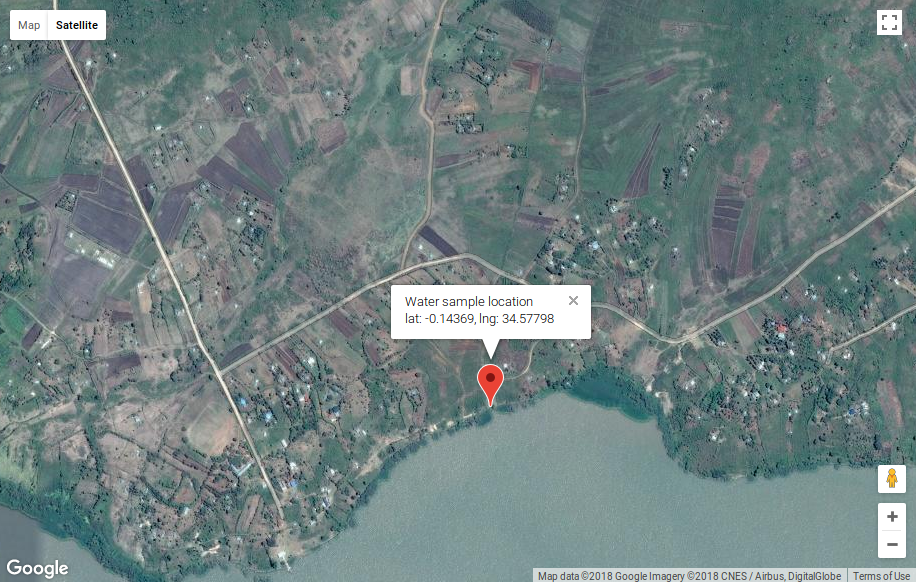 Map Satellite
Water sample location
lat: -0.14369, lng: 34.57798
Google
Map data ©2018 Google Imagery ©2018 CNES / Airbus, DigitalGlobe Terms of Use